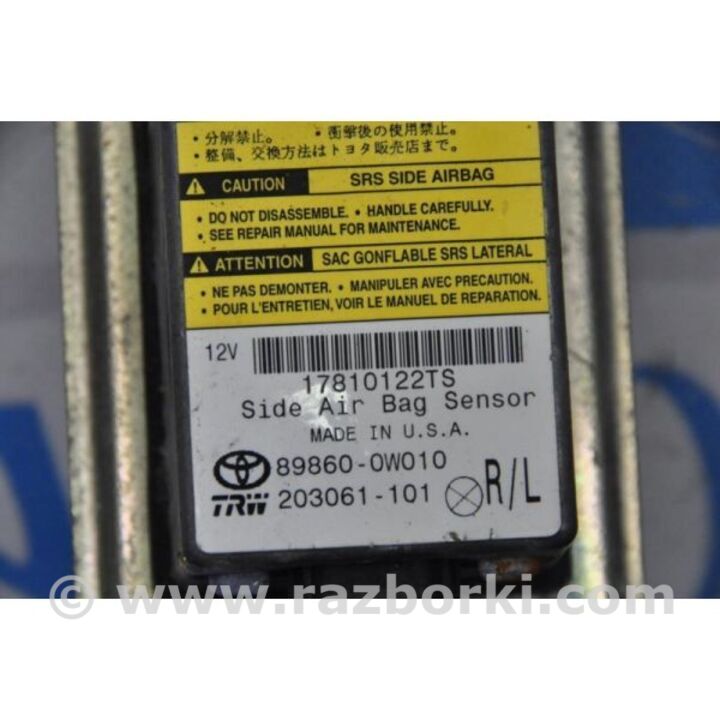 ・分解禁止。 ・衝撃後の使用禁止。
・整備、交換方法はトヨタ販売店まで。
CAUTION SRS SIDE AIRBAG
• DO NOT DISASSEMBLE. • HANDLE CAREFULLY.
• SEE REPAIR MANUAL FOR MAINTENANCE.
ATTENTION SAC GONFLABLE SRS LATERAL
• NE PAS DEMONTER. • MANIPULER AVEC PRECAUTION.
• POUR L'ENTRETIEN, VOIR LE MANUEL DE REPARATION.
12V
17810122TS
Side Air Bag Sensor
MADE IN U.S.A.
89860-0W010
TRW 203061-101 R/L
© www.razborki.com